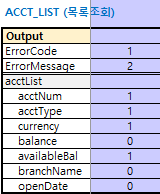 ACCT_LIST (목록조회)
Output
ErrorCode 1
ErrorMessage 2
acctList
acctNum 1
acctType 1
currency 1
balance 0
availableBal 1
branchName 0
openDate 0